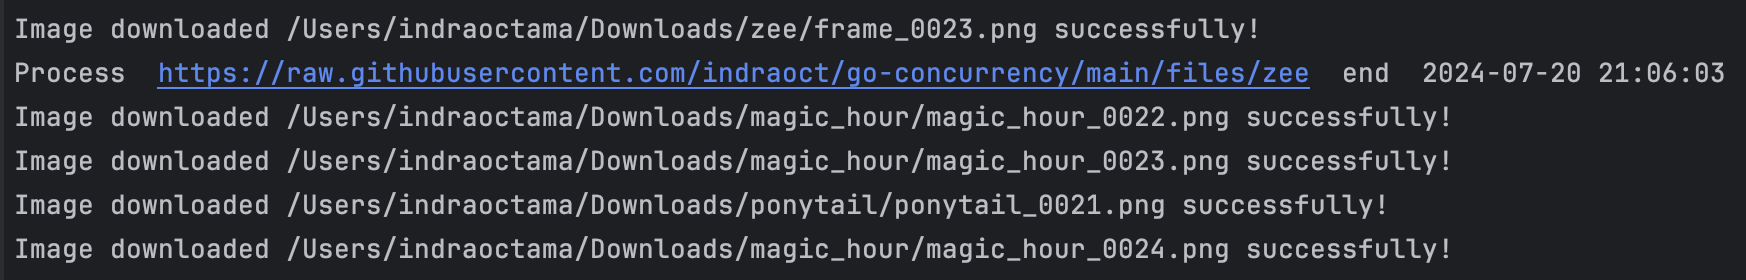 Image downloaded /Users/indraoctama/Downloads/zee/frame_0023.png successfully!
Process  https://raw.githubusercontent.com/indraoct/go-concurrency/main/files/zee  end  2024-07-20 21:06:03
Image downloaded /Users/indraoctama/Downloads/magic_hour/magic_hour_0022.png successfully!
Image downloaded /Users/indraoctama/Downloads/magic_hour/magic_hour_0023.png successfully!
Image downloaded /Users/indraoctama/Downloads/ponytail/ponytail_0021.png successfully!
Image downloaded /Users/indraoctama/Downloads/magic_hour/magic_hour_0024.png successfully!